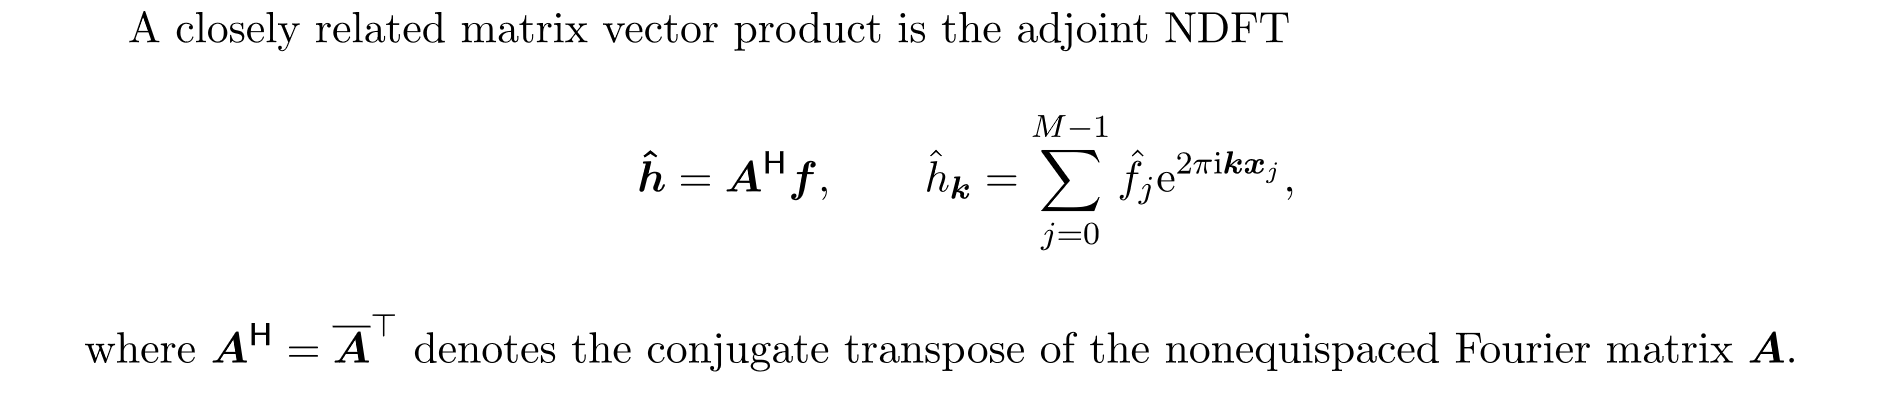 A closely related matrix vector product is the adjoint NDFT
$\hat{\boldsymbol{h}} = \boldsymbol{A}^{\mathsf{H}} \boldsymbol{f}, \qquad \hat{h}_{\boldsymbol{k}} = \sum_{j=0}^{M-1} \hat{f}_j \mathrm{e}^{2\pi \mathrm{i} \boldsymbol{k} \boldsymbol{x}_j},$
where $\boldsymbol{A}^{\mathsf{H}} = \overline{\boldsymbol{A}}^{\top}$ denotes the conjugate transpose of the nonequispaced Fourier matrix $\boldsymbol{A}$.